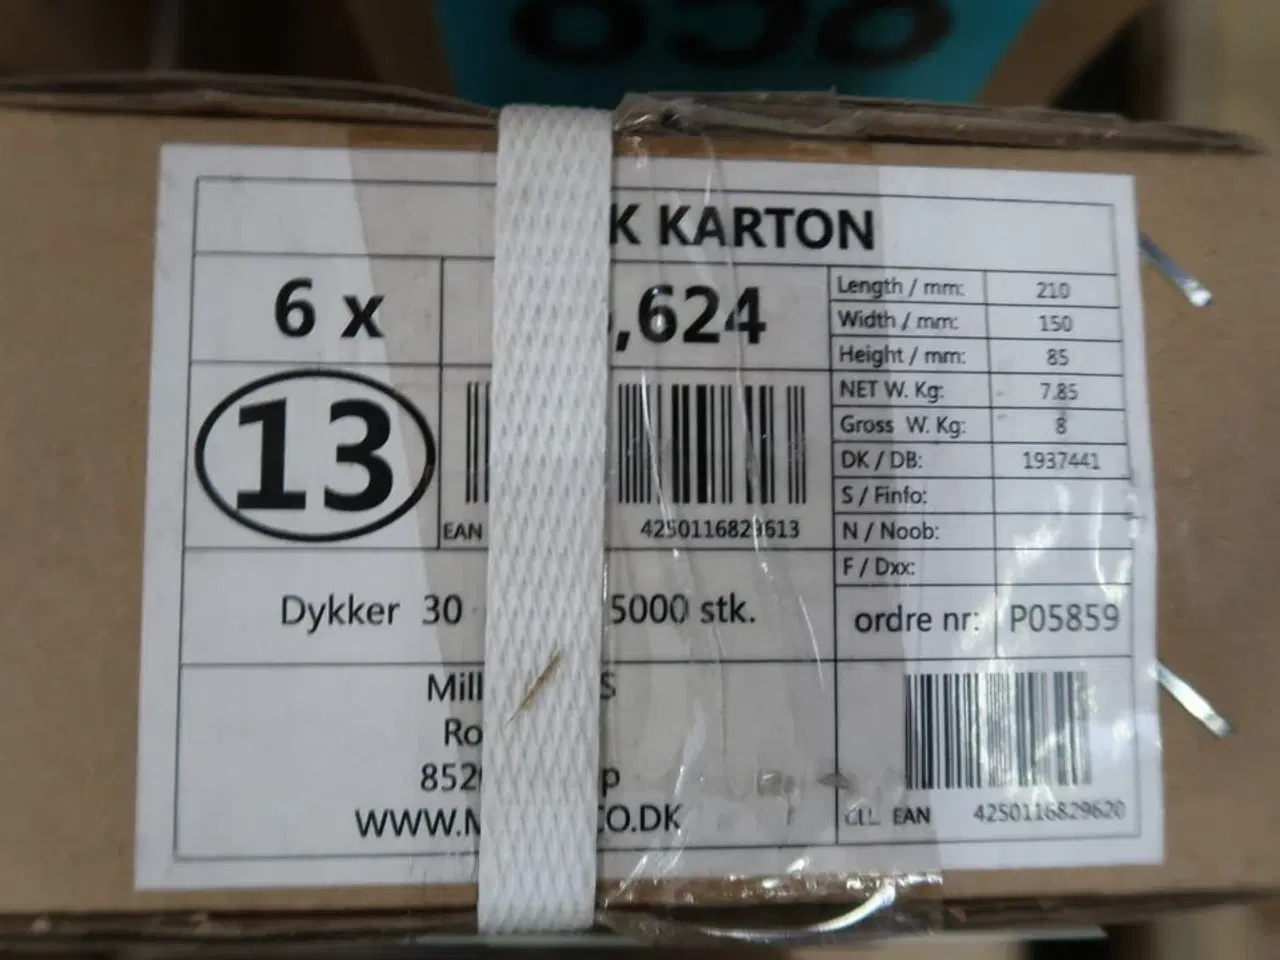 K KARTON
6 x
,624
13
EAN
4250116829613
Dykker 30
5000 stk.
Mill
S
Ro
852
p
WWW.M
CO.DK
Length / mm: 210
Width / mm: 150
Height / mm: 85
NET W. Kg: 7.85
Gross W. Kg: 8
DK / DB: 1937441
S / Finfo:
N / Noob:
F / Dxx:
ordre nr: P05859
EAN 4250116829620